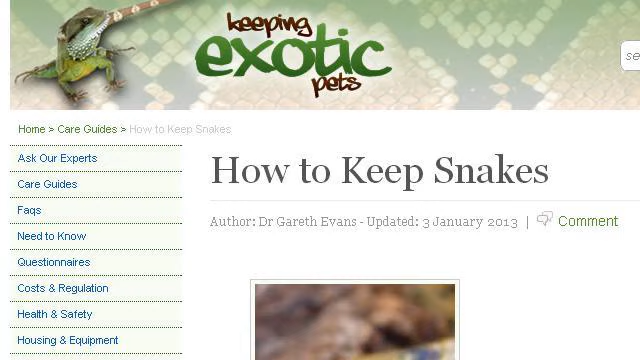 keeping
exotic
pets
se
Home > Care Guides > How to Keep Snakes
Ask Our Experts
Care Guides
Faqs
Need to Know
Questionnaires
Costs & Regulation
Health & Safety
Housing & Equipment
How to Keep Snakes
Author: Dr Gareth Evans - Updated: 3 January 2013 | Comment